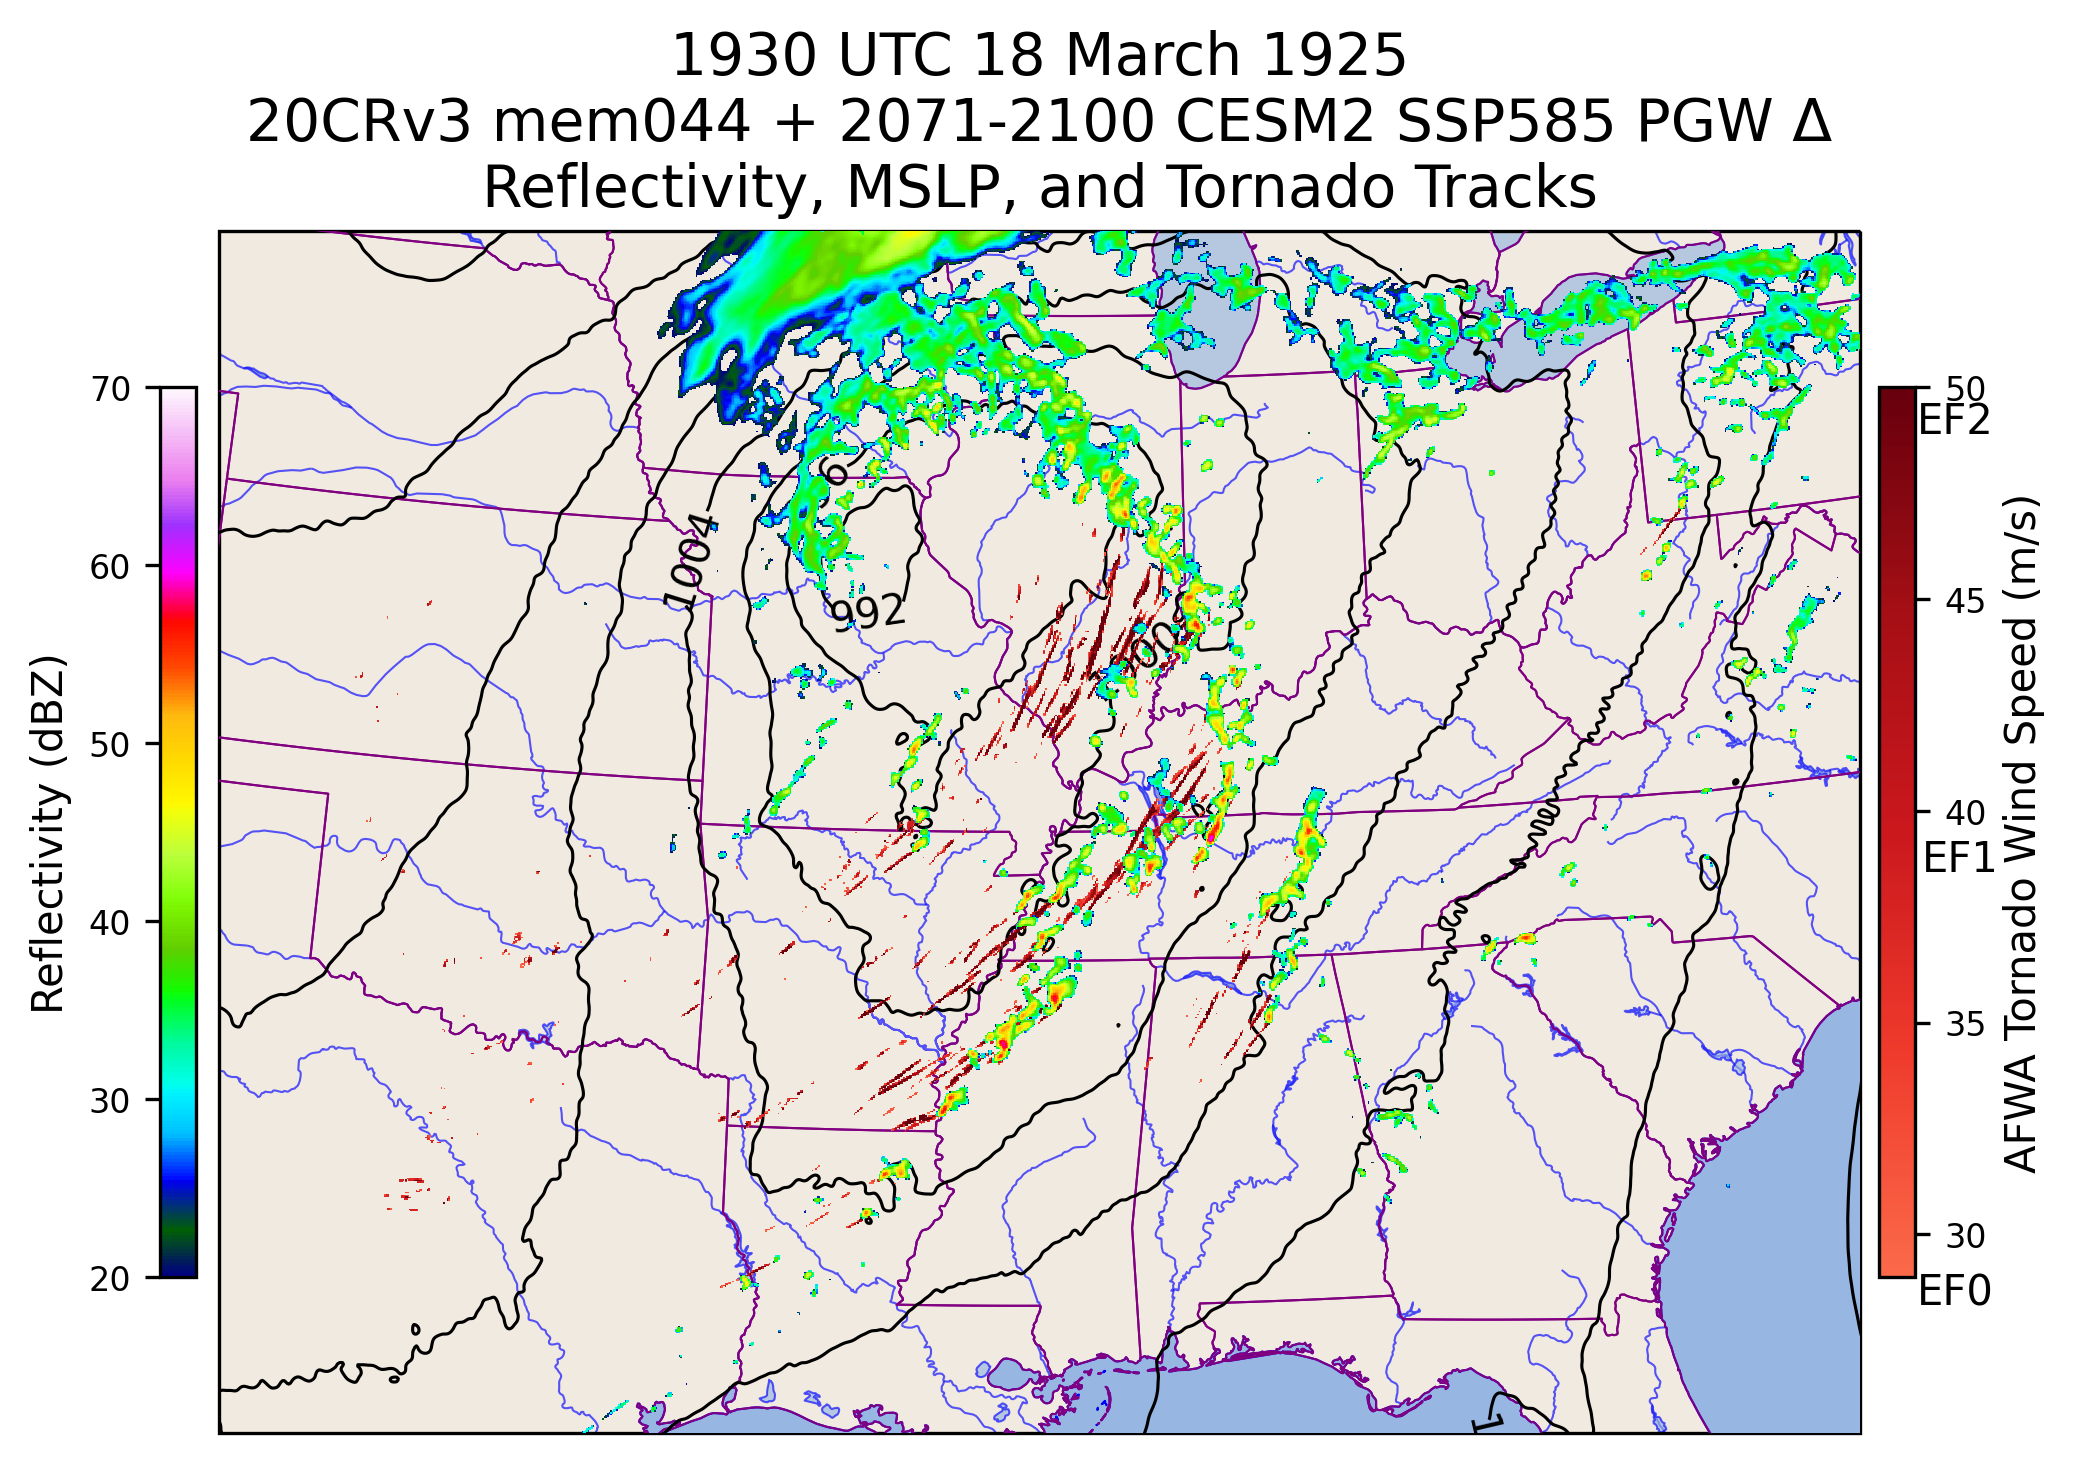 1930 UTC 18 March 1925
20CRv3 mem044 + 2071-2100 CESM2 SSP585 PGW Δ
Reflectivity, MSLP, and Tornado Tracks
70
60
50
40
30
20
Reflectivity (dBZ)
1004
992
50
EF2
45
40
EF1
35
30
EF0
AFWA Tornado Wind Speed (m/s)